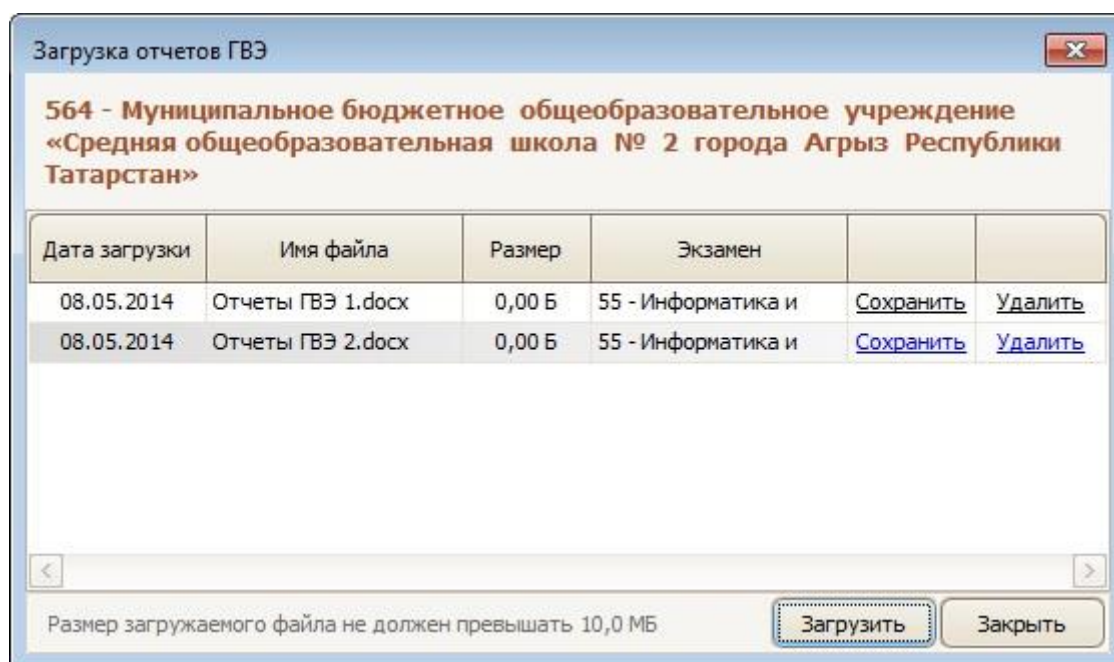 Загрузка отчетов ГВЭ
564 - Муниципальное бюджетное общеобразовательное учреждение
«Средняя общеобразовательная школа № 2 города Агрыз Республики
Татарстан»
Дата загрузки Имя файла Размер Экзамен
08.05.2014 Отчеты ГВЭ 1.docx 0,00 Б 55 - Информатика и Сохранить Удалить
08.05.2014 Отчеты ГВЭ 2.docx 0,00 Б 55 - Информатика и Сохранить Удалить
Размер загружаемого файла не должен превышать 10,0 МБ Загрузить Закрыть